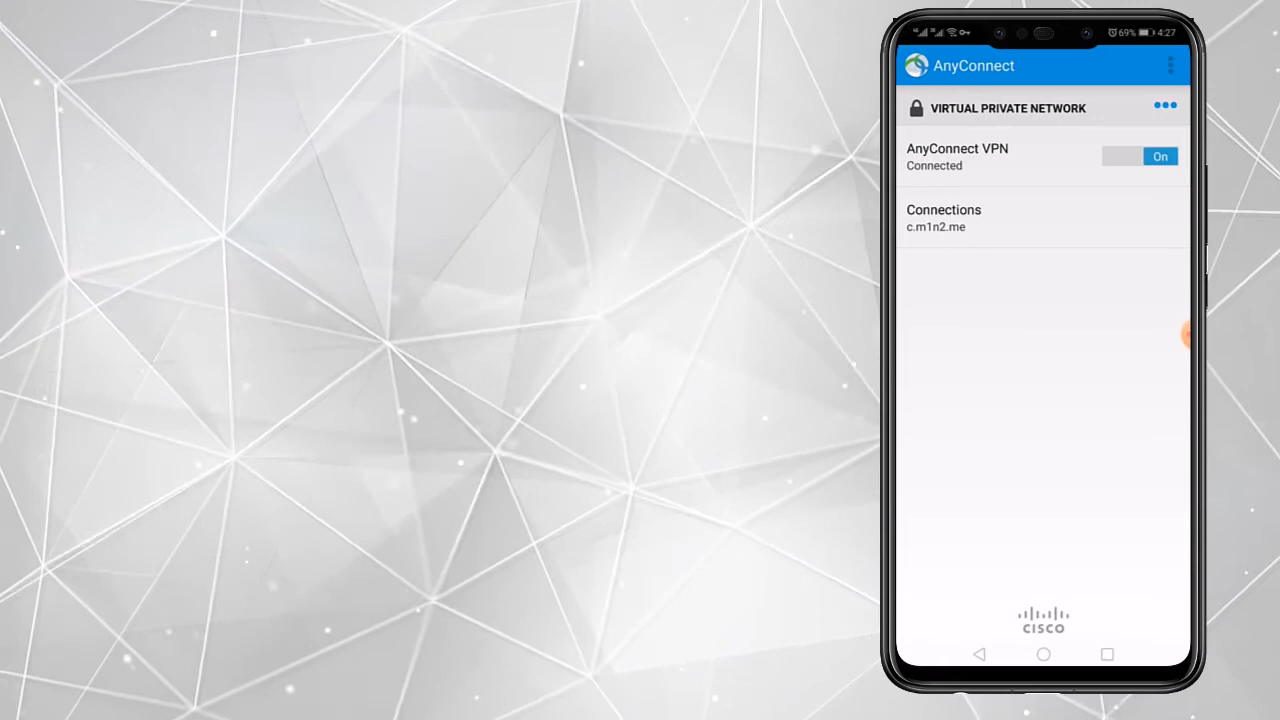 69% 4:27
AnyConnect
VIRTUAL PRIVATE NETWORK
AnyConnect VPN
On
Connected
Connections
c.m1n2.me
CISCO